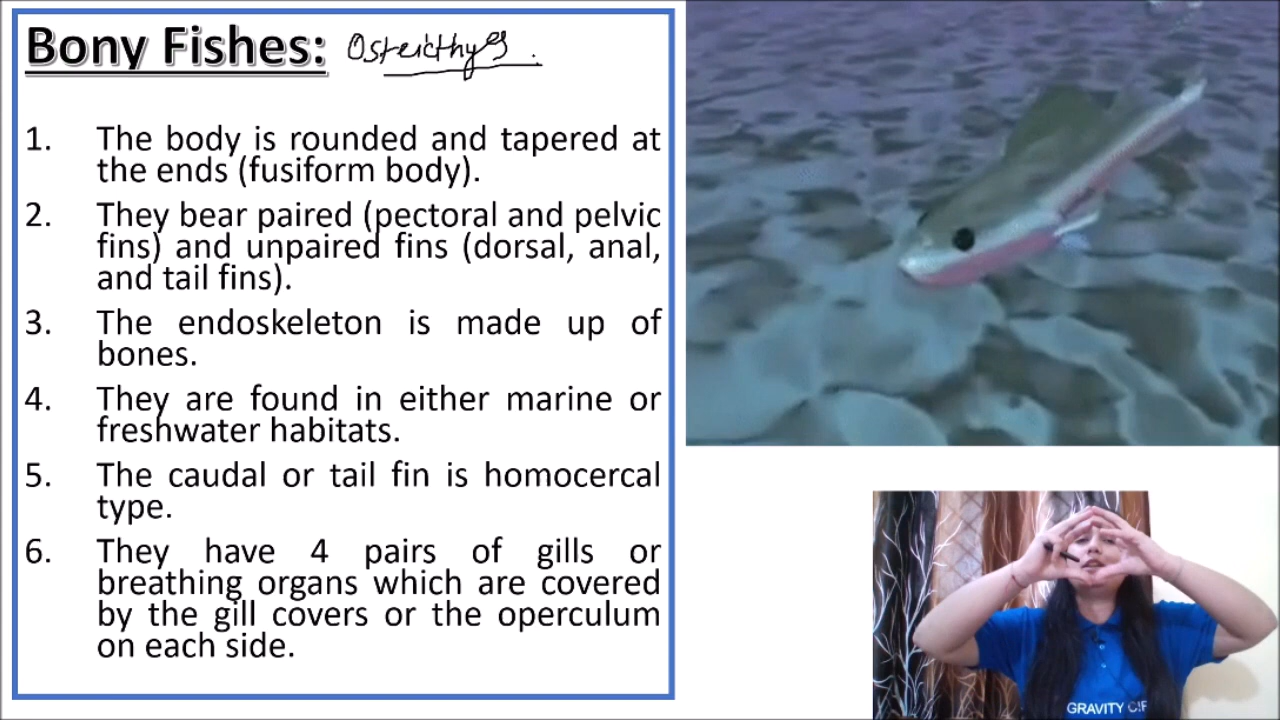 Bony Fishes: Osteicthyes.
1. The body is rounded and tapered at
the ends (fusiform body).
2. They bear paired (pectoral and pelvic
fins) and unpaired fins (dorsal, anal,
and tail fins).
3. The endoskeleton is made up of
bones.
4. They are found in either marine or
freshwater habitats.
5. The caudal or tail fin is homocercal
type.
6. They have 4 pairs of gills or
breathing organs which are covered
by the gill covers or the operculum
on each side.
GRAVITY